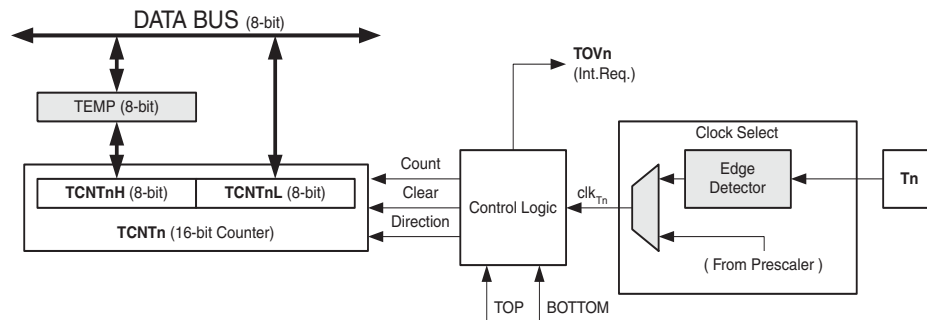 DATA BUS (8-bit)
TEMP (8-bit)
TCNTnH (8-bit)
TCNTnL (8-bit)
TCNTn (16-bit Counter)
Count
Clear
Direction
Control Logic
TOVn
(Int.Req.)
TOP
BOTTOM
clkTn
Clock Select
Edge
Detector
( From Prescaler )
Tn